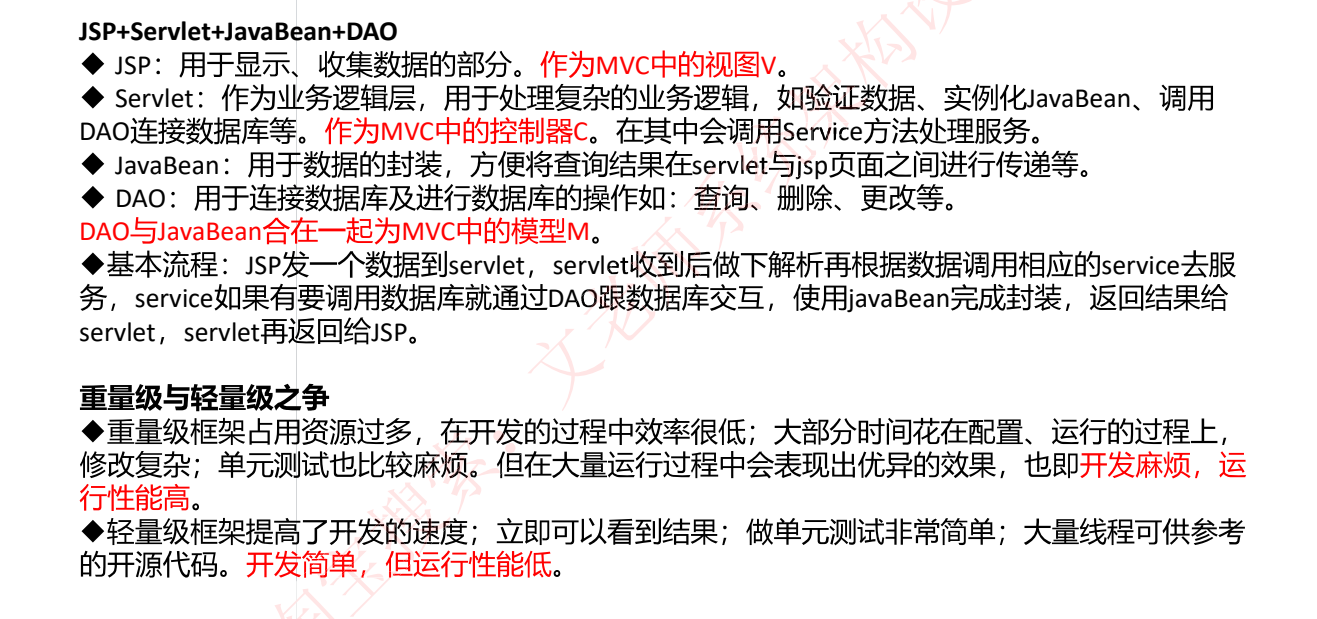 JSP+Servlet+JavaBean+DAO
◆ JSP：用于显示、收集数据的部分。作为MVC中的视图V。
◆ Servlet：作为业务逻辑层，用于处理复杂的业务逻辑，如验证数据、实例化JavaBean、调用
DAO连接数据库等。作为MVC中的控制器C。在其中会调用Service方法处理服务。
◆ JavaBean：用于数据的封装，方便将查询结果在servlet与jsp页面之间进行传递等。
◆ DAO：用于连接数据库及进行数据库的操作如：查询、删除、更改等。
DAO与JavaBean合在一起为MVC中的模型M。
◆基本流程：JSP发一个数据到servlet，servlet收到后做下解析再根据数据调用相应的service去服
务，service如果有要调用数据库就通过DAO跟数据库交互，使用javaBean完成封装，返回结果给
servlet，servlet再返回给JSP。
重量级与轻量级之争
◆重量级框架占用资源过多，在开发的过程中效率很低；大部分时间花在配置、运行的过程上，
修改复杂；单元测试也比较麻烦。但在大量运行过程中会表现出优异的效果，也即开发麻烦，运
行性能高。
◆轻量级框架提高了开发的速度；立即可以看到结果；做单元测试非常简单；大量线程可供参考
的开源代码。开发简单，但运行性能低。
淘宝搜索：文老师系统架构设